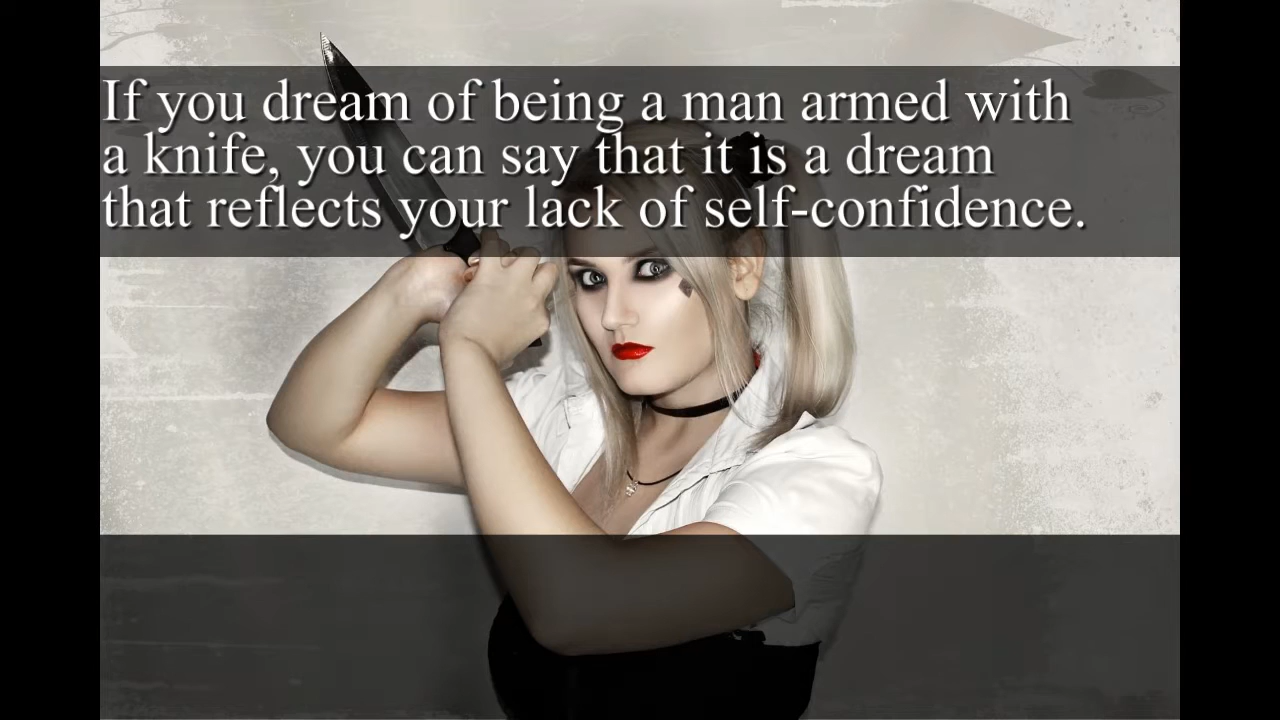 If you dream of being a man armed with
a knife, you can say that it is a dream
that reflects your lack of self-confidence.